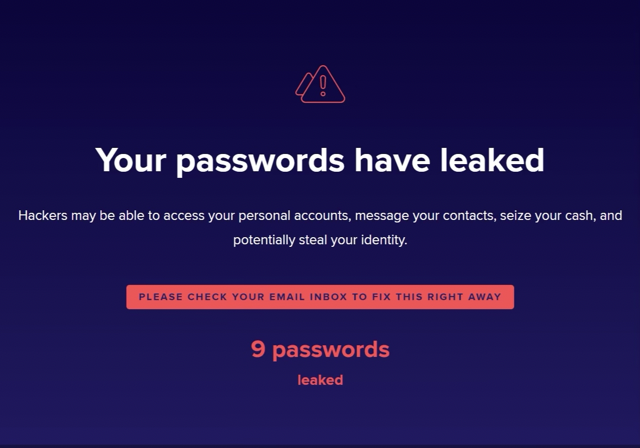 Your passwords have leaked
Hackers may be able to access your personal accounts, message your contacts, seize your cash, and
potentially steal your identity.
PLEASE CHECK YOUR EMAIL INBOX TO FIX THIS RIGHT AWAY
9 passwords
leaked